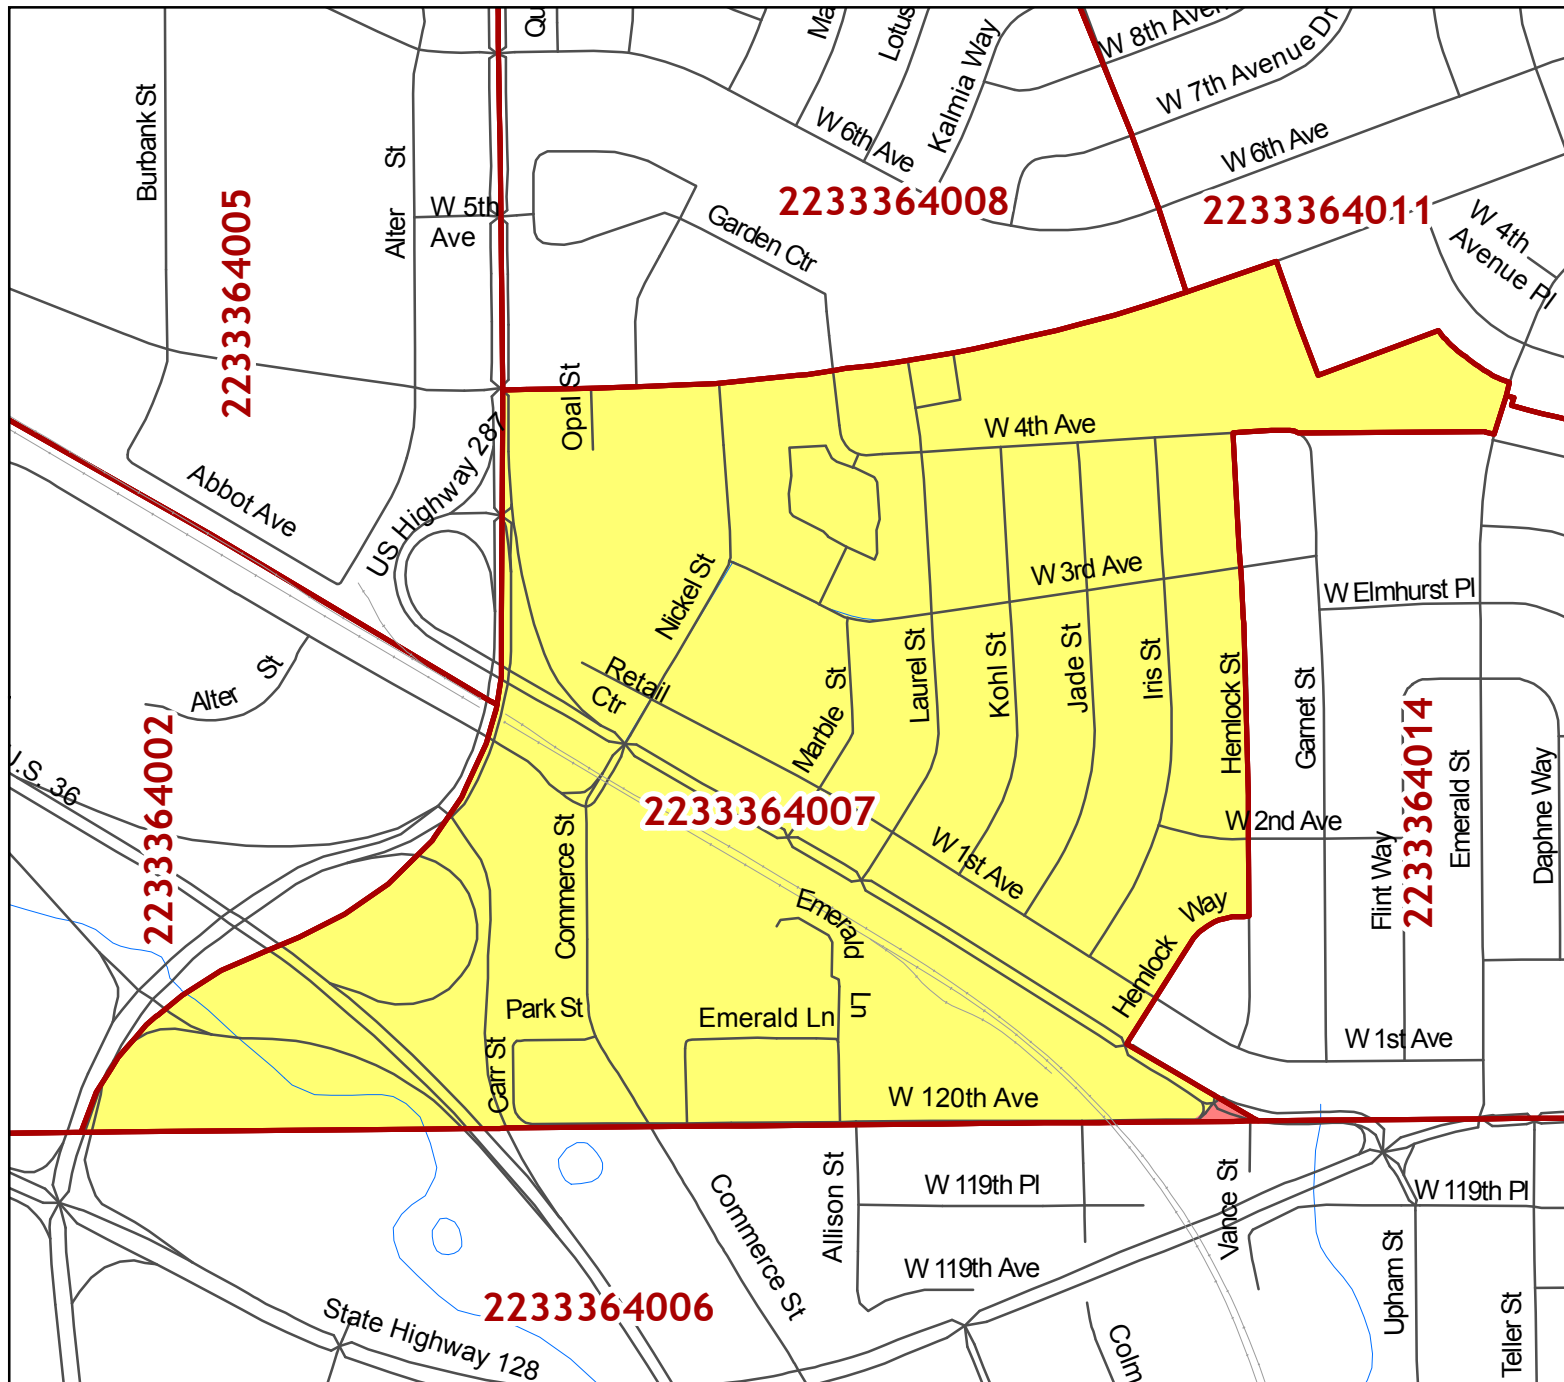 Qu
Ma
Lotus
Kalmia Way
W 8th Aven
W 7th Avenue Dr
W 6th Ave
W 6th Ave
Burbank St
Alter St
W 5th
Ave
2233364005
2233364008
2233364011
Garden Ctr
W 4th
Avenue Pl
Opal St
W 4th Ave
US Highway 287
Abbot Ave
Nickel St
W 3rd Ave
W Elmhurst Pl
Retail
Ctr
Marble St
Laurel St
Kohl St
Jade St
Iris St
Hemlock St
Garnet St
2233364014
Emerald St
Daphne Way
Flint Way
Alter St
2233364002
U.S. 36
2233364007
W 2nd Ave
W 1st Ave
Commerce St
Emerald
Ln
Hemlock Way
Park St
Emerald Ln
W 1st Ave
Carr St
W 120th Ave
Allison St
W 119th Pl
Vance St
W 119th Pl
Commerce St
W 119th Ave
Upham St
Teller St
2233364006
State Highway 128
Colm